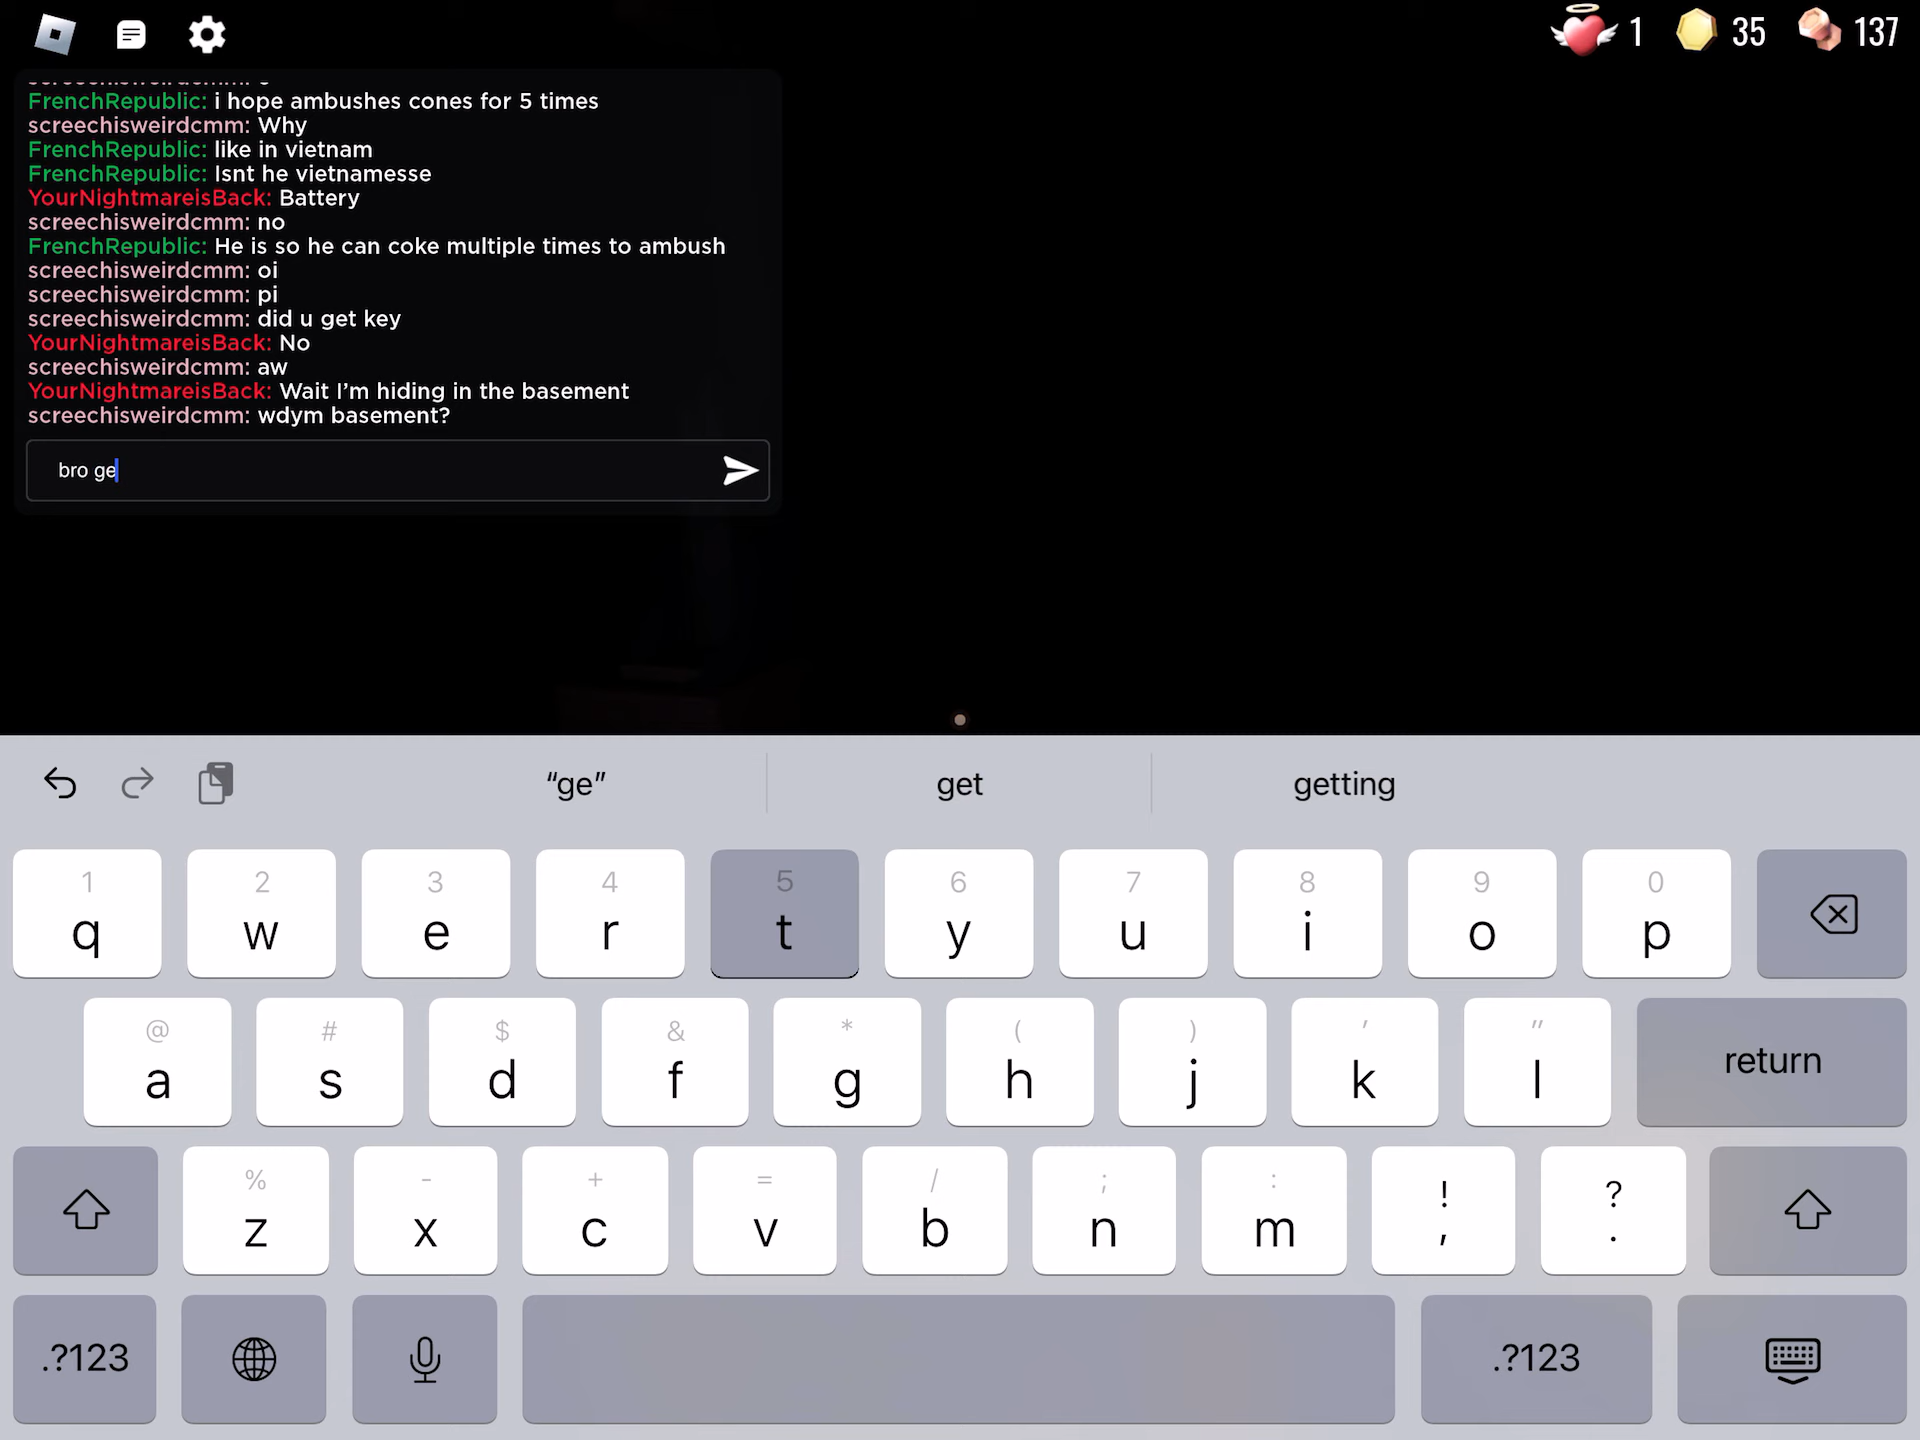 1 35 137
FrenchRepublic: i hope ambushes cones for 5 times
screechisweirdcmm: Why
FrenchRepublic: like in vietnam
FrenchRepublic: Isnt he vietnamesse
YourNightmareisBack: Battery
screechisweirdcmm: no
FrenchRepublic: He is so he can coke multiple times to ambush
screechisweirdcmm: oi
screechisweirdcmm: pi
screechisweirdcmm: did u get key
YourNightmareisBack: No
screechisweirdcmm: aw
YourNightmareisBack: Wait I’m hiding in the basement
screechisweirdcmm: wdym basement?
bro ge
“ge” get getting
1 2 3 4 5 6 7 8 9 0
q w e r t y u i o p
@ # $ & * ( ) ' "
a s d f g h j k l return
% - + = / ; : ! ?
z x c v b n m , .
.?123 .?123